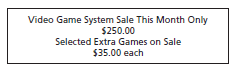 Video Game System Sale This Month Only
$250.00
Selected Extra Games on Sale
$35.00 each